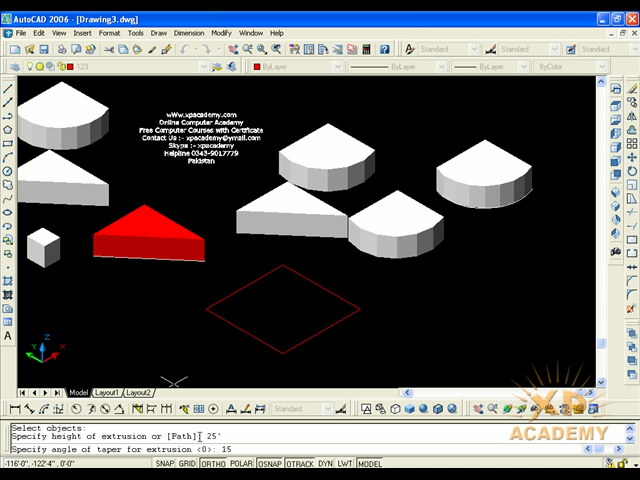 AutoCAD 2006 - [Drawing3.dwg]
File Edit View Insert Format Tools Draw Dimension Modify Window Help
Standard Standard Standard
123 ByLayer ByLayer ByLayer ByColor
wWw.xpacademy.com
Online Computer Academy
Free Computer Courses with Certificate
Contact Us :- xpacademy@ymail.com
Skype :- xpacademy
Helpline 0343-9017779
Pakistan
Z
Y X
Model Layout1 Layout2
Standard
XP
ACADEMY
Select objects:
Specify height of extrusion or [Path]: 25'
Specify angle of taper for extrusion <0>: 15
-116'-0", -122'-4", 0'-0" SNAP GRID ORTHO POLAR OSNAP OTRACK DYN LWT MODEL